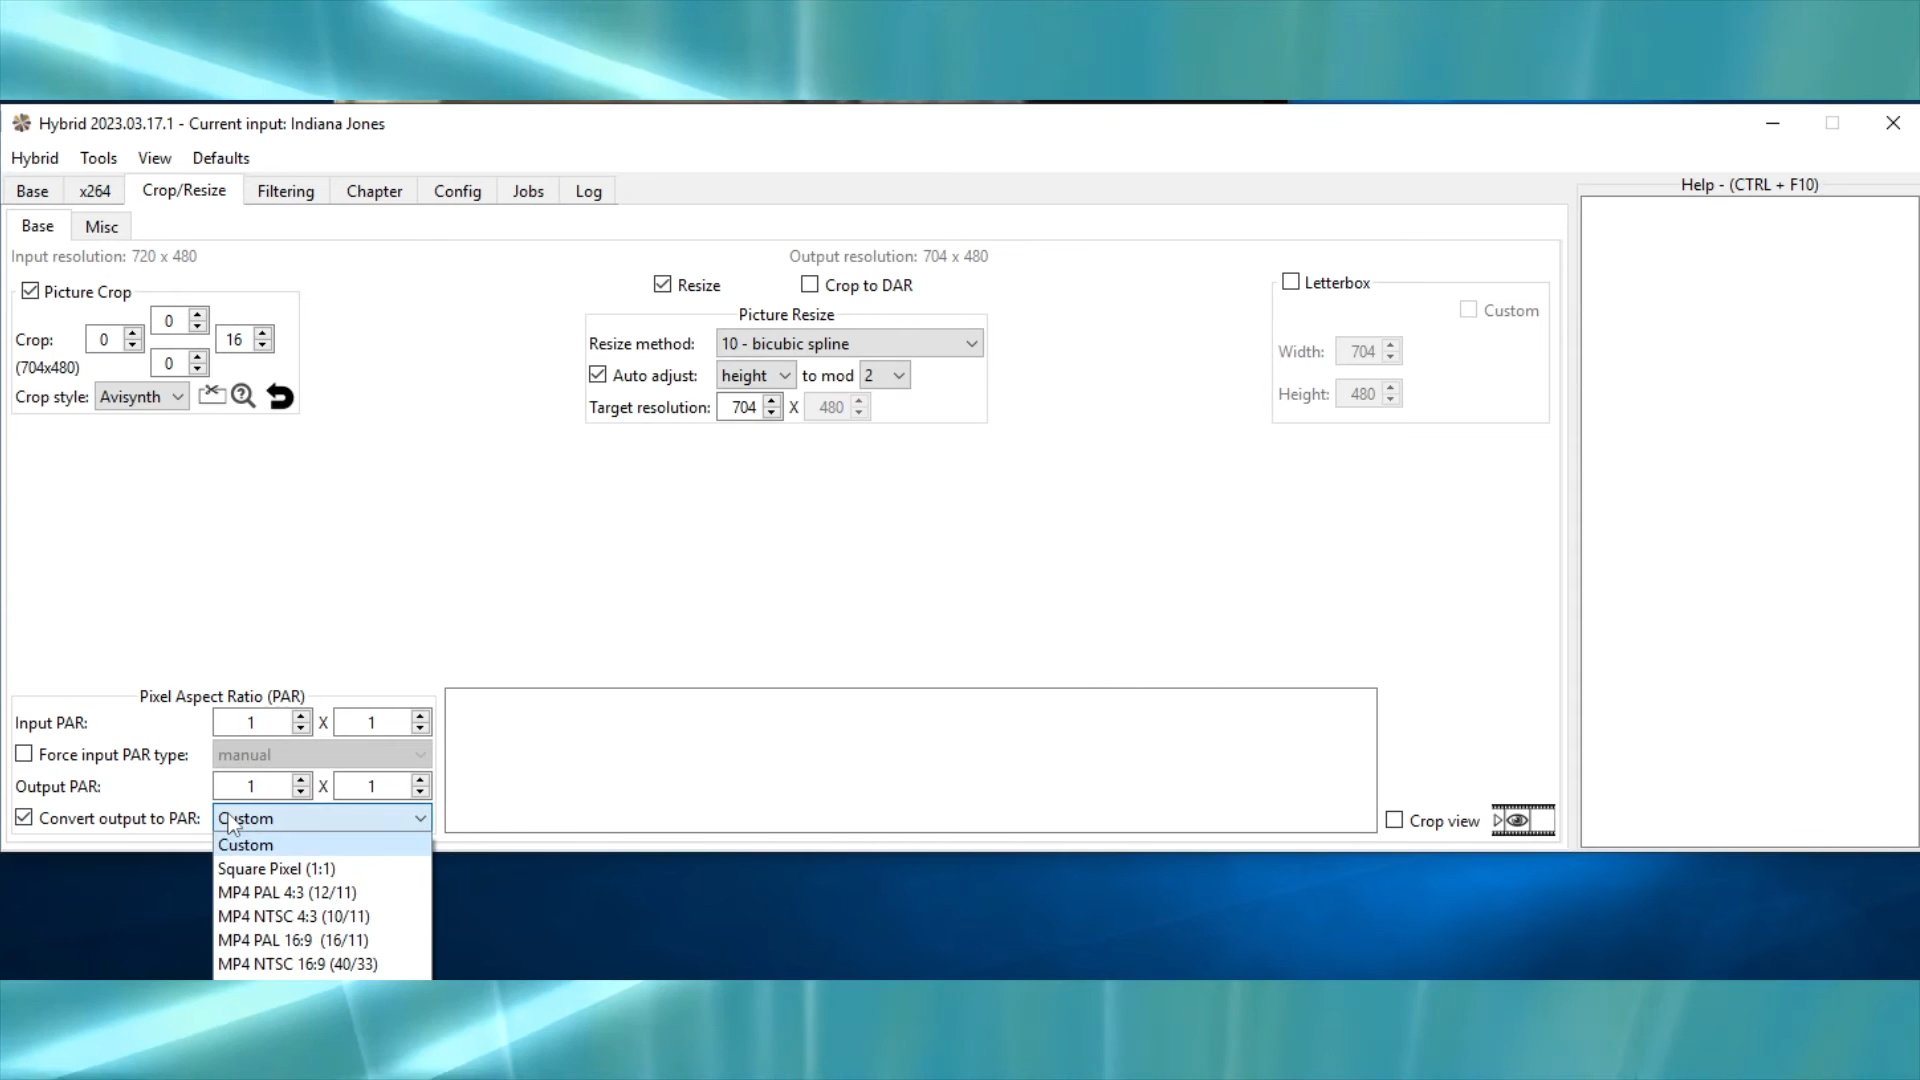 Hybrid 2023.03.17.1 - Current input: Indiana Jones
Hybrid Tools View Defaults
Base x264 Crop/Resize Filtering Chapter Config Jobs Log
Help - (CTRL + F10)
Base Misc
Input resolution: 720 x 480
Output resolution: 704 x 480
Picture Crop
Resize Crop to DAR
Letterbox
Custom
Picture Resize
0
Crop: 0 16
0
(704x480)
Crop style: Avisynth
Resize method: 10 - bicubic spline
Auto adjust: height to mod 2
Target resolution: 704 X 480
Width: 704
Height: 480
Pixel Aspect Ratio (PAR)
Input PAR: 1 X 1
Force input PAR type: manual
Output PAR: 1 X 1
Convert output to PAR: Custom
Crop view
Custom
Square Pixel (1:1)
MP4 PAL 4:3 (12/11)
MP4 NTSC 4:3 (10/11)
MP4 PAL 16:9 (16/11)
MP4 NTSC 16:9 (40/33)